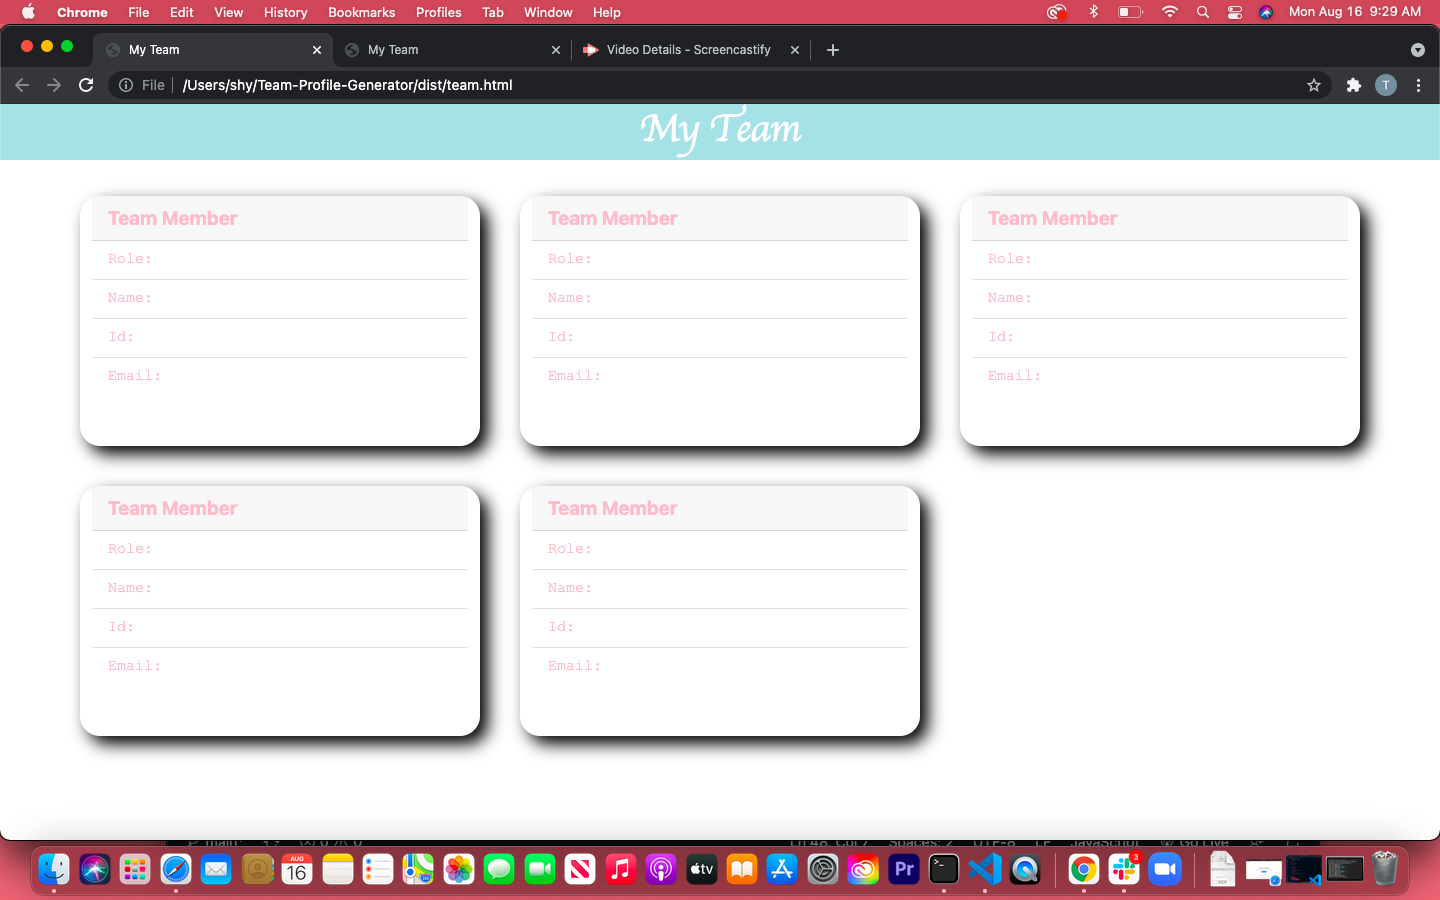 Chrome File Edit View History Bookmarks Profiles Tab Window Help Mon Aug 16 9:29 AM
My Team My Team Video Details - Screencastify
File /Users/shy/Team-Profile-Generator/dist/team.html T
My Team
Team Member Team Member Team Member
Role: Role: Role:
Name: Name: Name:
Id: Id: Id:
Email: Email: Email:
Team Member Team Member
Role: Role:
Name: Name:
Id: Id:
Email: Email:
AUG
16
tv
Pr
3
PDF